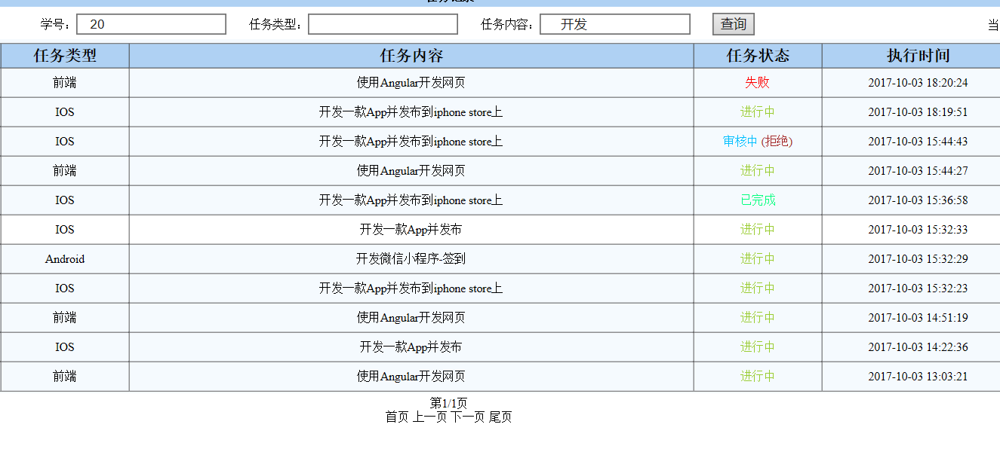 学号： 20 任务类型： 任务内容： 开发 查询 当
任务类型 任务内容 任务状态 执行时间
前端 使用Angular开发网页 失败 2017-10-03 18:20:24
IOS 开发一款App并发布到iphone store上 进行中 2017-10-03 18:19:51
IOS 开发一款App并发布到iphone store上 审核中 (拒绝) 2017-10-03 15:44:43
前端 使用Angular开发网页 进行中 2017-10-03 15:44:27
IOS 开发一款App并发布到iphone store上 已完成 2017-10-03 15:36:58
IOS 开发一款App并发布 进行中 2017-10-03 15:32:33
Android 开发微信小程序-签到 进行中 2017-10-03 15:32:29
IOS 开发一款App并发布到iphone store上 进行中 2017-10-03 15:32:23
前端 使用Angular开发网页 进行中 2017-10-03 14:51:19
IOS 开发一款App并发布 进行中 2017-10-03 14:22:36
前端 使用Angular开发网页 进行中 2017-10-03 13:03:21
第1/1页
首页 上一页 下一页 尾页